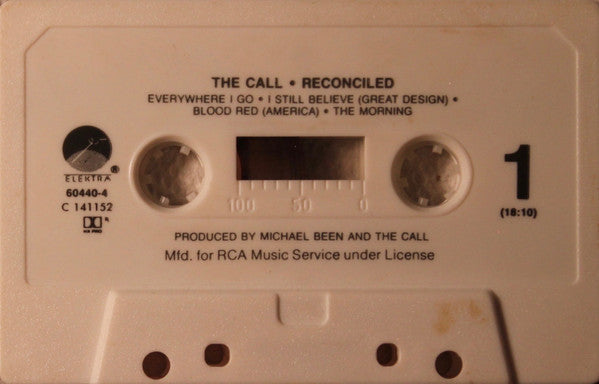 THE CALL • RECONCILED
EVERYWHERE I GO • I STILL BELIEVE (GREAT DESIGN) •
BLOOD RED (AMERICA) • THE MORNING
ELEKTRA ®
60440-4
C 141152
HX PRO
100 50 0
1
(18:10)
PRODUCED BY MICHAEL BEEN AND THE CALL
Mfd. for RCA Music Service under License